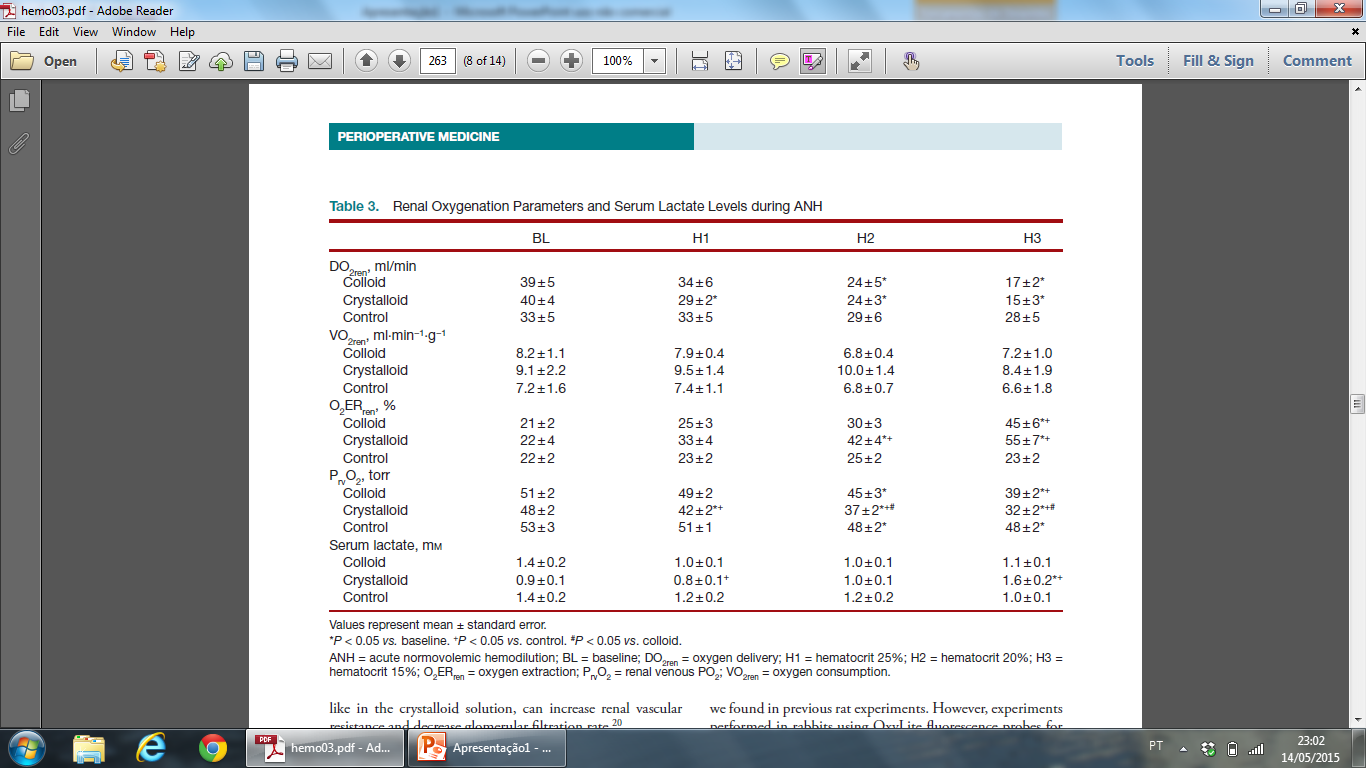 hemo03.pdf - Adobe Reader
File Edit View Window Help
Open 263 (8 of 14) 100% Tools Fill & Sign Comment
PERIOPERATIVE MEDICINE
Table 3. Renal Oxygenation Parameters and Serum Lactate Levels during ANH
BL H1 H2 H3
DO2ren, ml/min
Colloid 39±5 34±6 24±5* 17±2*
Crystalloid 40±4 29±2* 24±3* 15±3*
Control 33±5 33±5 29±6 28±5
VO2ren, ml·min⁻¹·g⁻¹
Colloid 8.2±1.1 7.9±0.4 6.8±0.4 7.2±1.0
Crystalloid 9.1±2.2 9.5±1.4 10.0±1.4 8.4±1.9
Control 7.2±1.6 7.4±1.1 6.8±0.7 6.6±1.8
O2ERren, %
Colloid 21±2 25±3 30±3 45±6*+
Crystalloid 22±4 33±4 42±4*+ 55±7*+
Control 22±2 23±2 25±2 23±2
PrvO2, torr
Colloid 51±2 49±2 45±3* 39±2*+
Crystalloid 48±2 42±2*+ 37±2*+# 32±2*+#
Control 53±3 51±1 48±2* 48±2*
Serum lactate, mM
Colloid 1.4±0.2 1.0±0.1 1.0±0.1 1.1±0.1
Crystalloid 0.9±0.1 0.8±0.1+ 1.0±0.1 1.6±0.2*+
Control 1.4±0.2 1.2±0.2 1.2±0.2 1.0±0.1
Values represent mean ± standard error.
*P < 0.05 vs. baseline. +P < 0.05 vs. control. #P < 0.05 vs. colloid.
ANH = acute normovolemic hemodilution; BL = baseline; DO2ren = oxygen delivery; H1 = hematocrit 25%; H2 = hematocrit 20%; H3 =
hematocrit 15%; O2ERren = oxygen extraction; PrvO2 = renal venous PO2; VO2ren = oxygen consumption.
like in the crystalloid solution, can increase renal vascular
resistance and decrease glomerular filtration rate.20
we found in previous rat experiments. However, experiments
performed in rabbits using OxyLite fluorescence probes for
hemo03.pdf - Ad... Apresentação1 - ... PT 23:02
14/05/2015